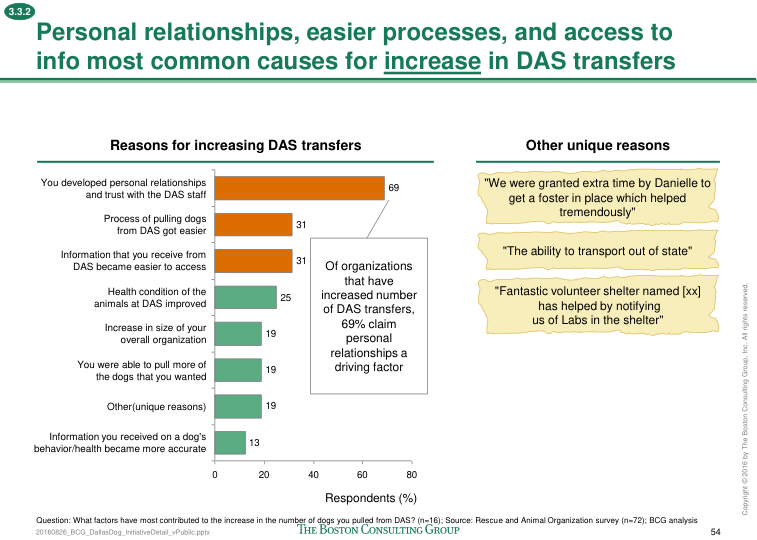 3.3.2
Personal relationships, easier processes, and access to
info most common causes for increase in DAS transfers
Reasons for increasing DAS transfers
You developed personal relationships
and trust with the DAS staff
69
Process of pulling dogs
from DAS got easier
31
Information that you receive from
DAS became easier to access
31
Health condition of the
animals at DAS improved
25
Increase in size of your
overall organization
19
You were able to pull more of
the dogs that you wanted
19
Other(unique reasons)
19
Information you received on a dog's
behavior/health became more accurate
13
0 20 40 60 80
Respondents (%)
Of organizations
that have
increased number
of DAS transfers,
69% claim
personal
relationships a
driving factor
Other unique reasons
"We were granted extra time by Danielle to
get a foster in place which helped
tremendously"
"The ability to transport out of state"
"Fantastic volunteer shelter named [xx]
has helped by notifying
us of Labs in the shelter"
Copyright © 2016 by The Boston Consulting Group, Inc. All rights reserved.
Question: What factors have most contributed to the increase in the number of dogs you pulled from DAS? (n=16); Source: Rescue and Animal Organization survey (n=72); BCG analysis
20160826_BCG_DallasDog_InitiativeDetail_vPublic.pptx
THE BOSTON CONSULTING GROUP
54